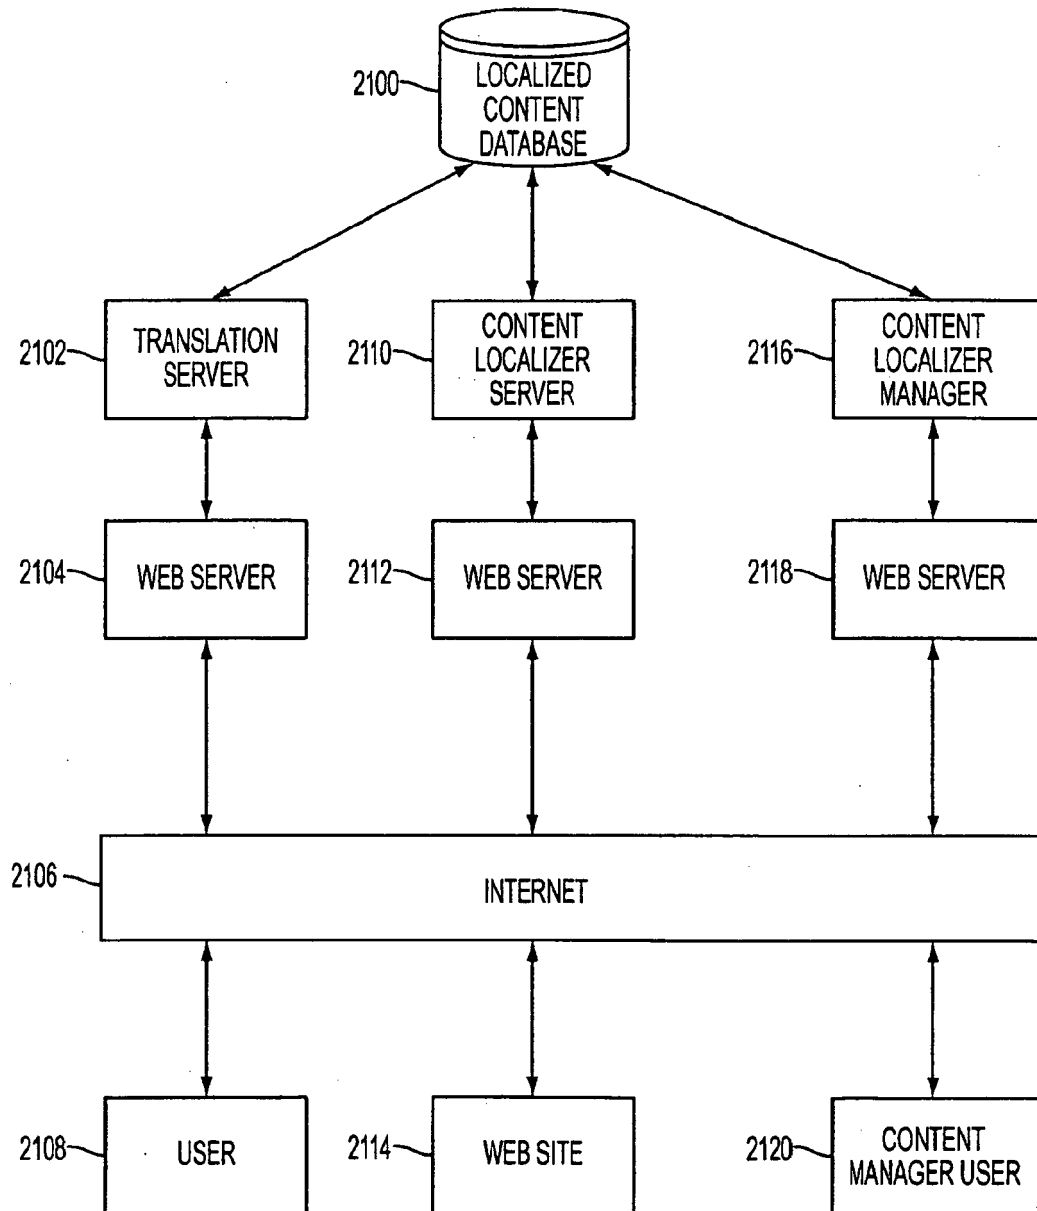 2100
LOCALIZED
CONTENT
DATABASE
2102
TRANSLATION
SERVER
2110
CONTENT
LOCALIZER
SERVER
2116
CONTENT
LOCALIZER
MANAGER
2104
WEB SERVER
2112
WEB SERVER
2118
WEB SERVER
2106
INTERNET
2108
USER
2114
WEB SITE
2120
CONTENT
MANAGER USER